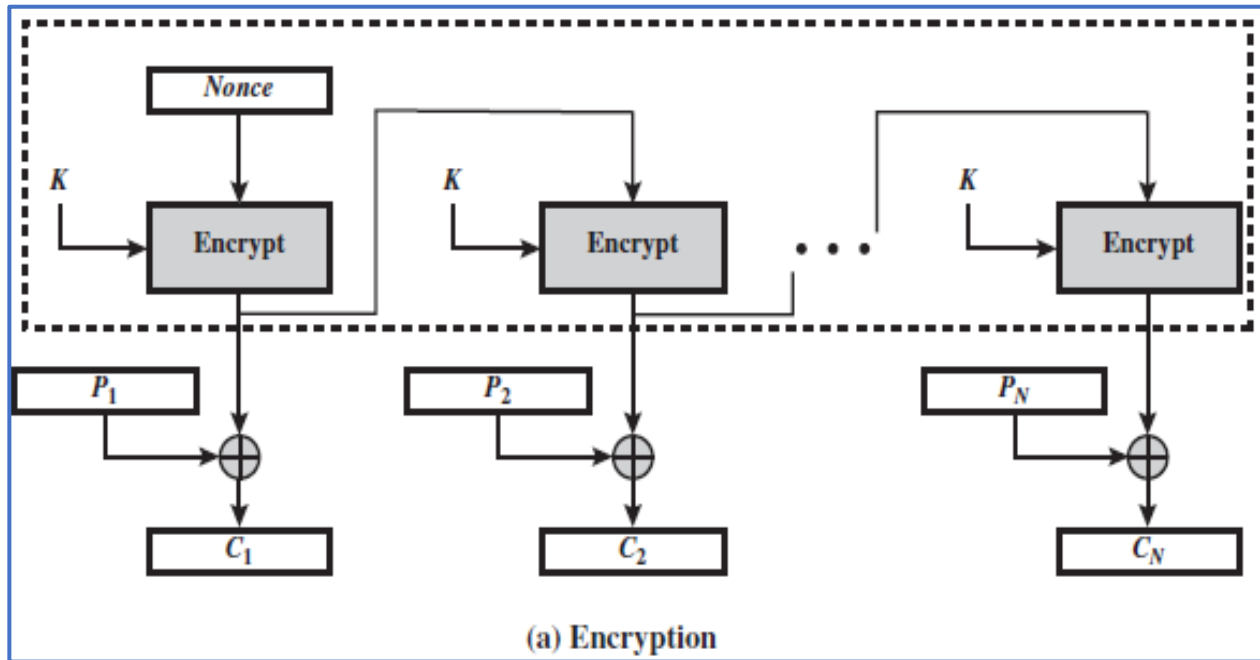 Nonce
K K K
Encrypt Encrypt Encrypt
P1 P2 PN
C1 C2 CN
(a) Encryption